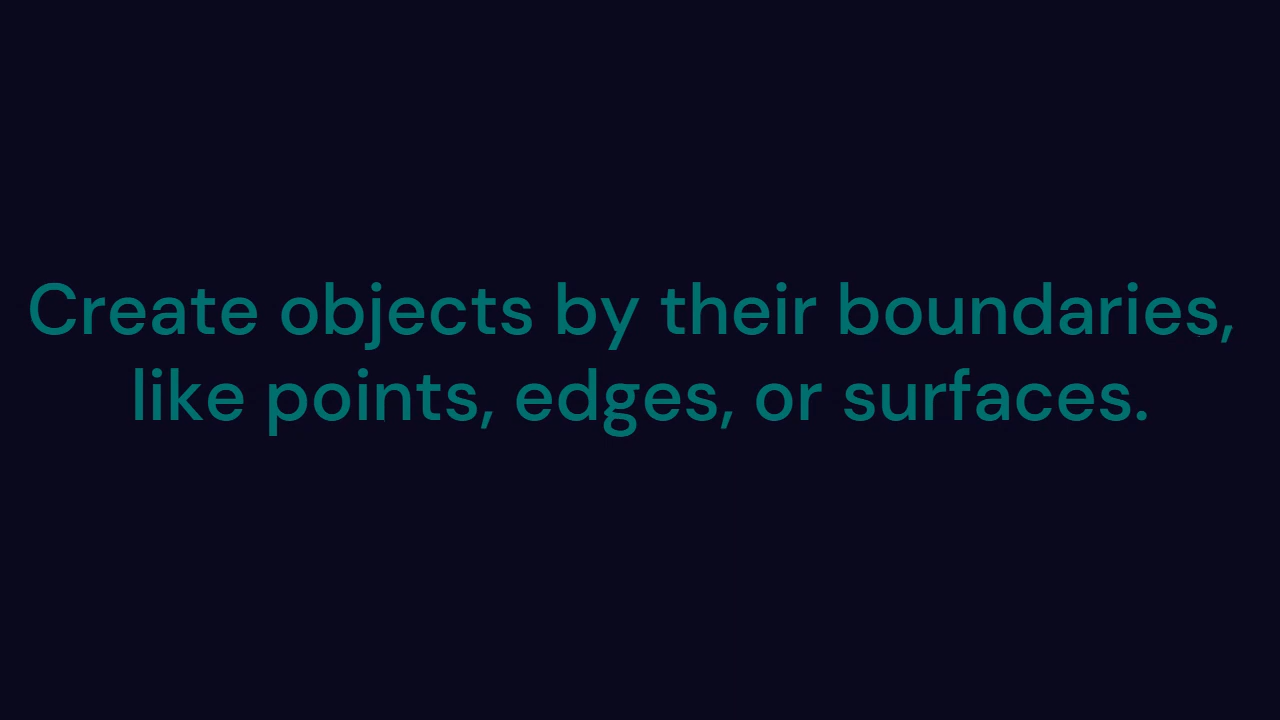 Create objects by their boundaries,
like points, edges, or surfaces.